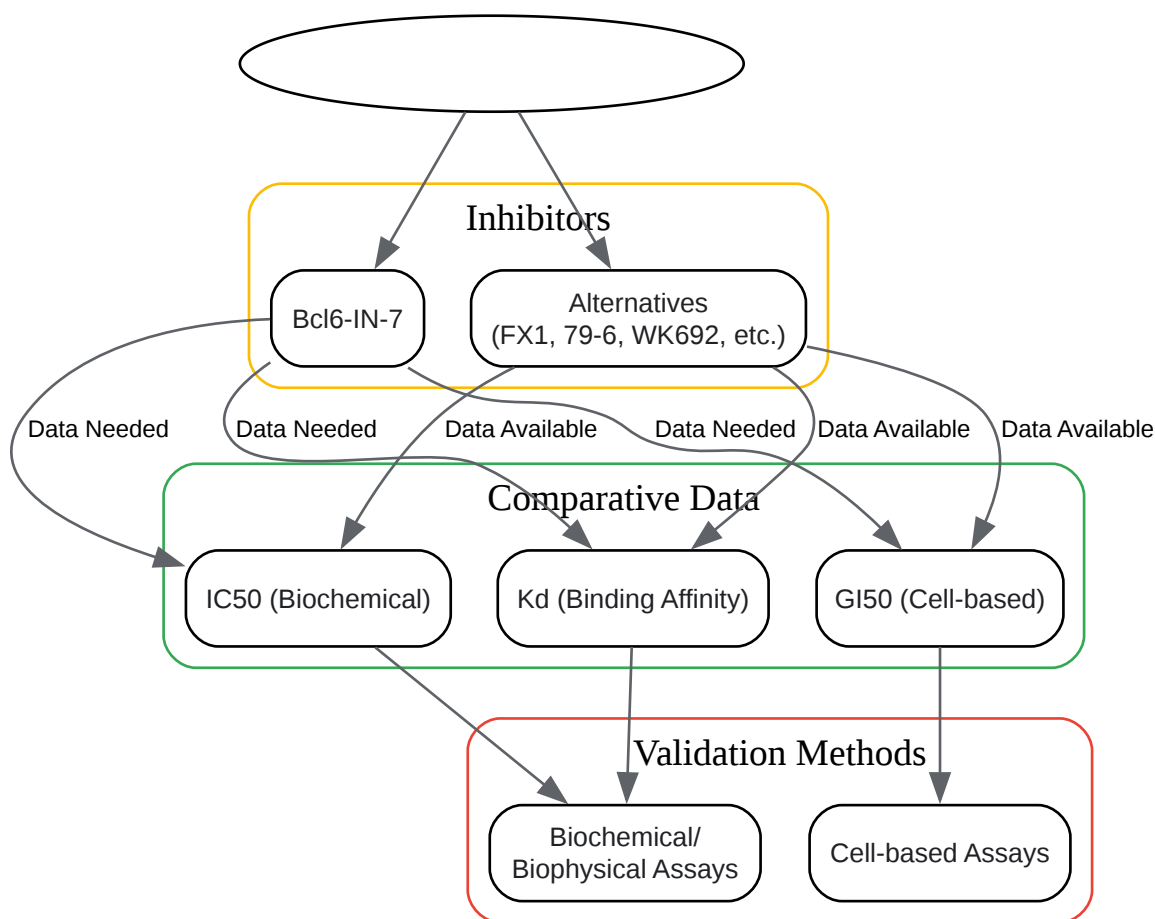 Inhibitors
Bcl6-IN-7
Alternatives
(FX1, 79-6, WK692, etc.)
Data Needed
Data Needed
Data Available
Data Needed
Data Available
Data Available
Comparative Data
IC50 (Biochemical)
Kd (Binding Affinity)
GI50 (Cell-based)
Validation Methods
Biochemical/
Biophysical Assays
Cell-based Assays